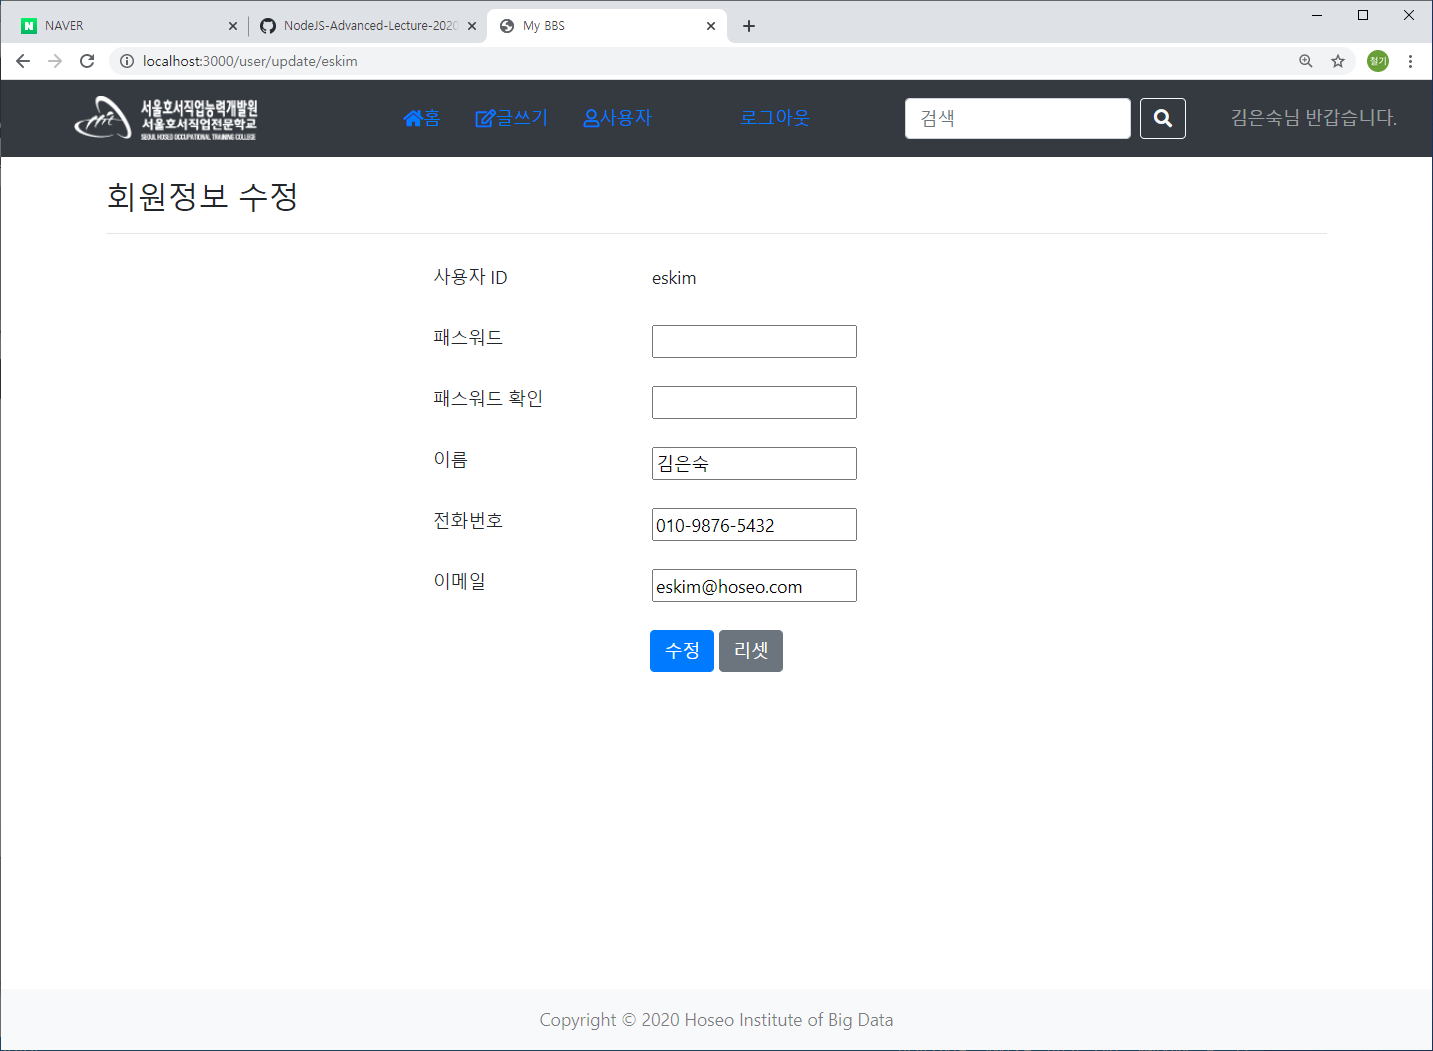 NAVER
NodeJS-Advanced-Lecture-2020
My BBS
localhost:3000/user/update/eskim
절기
서울호서직업능력개발원
서울호서직업전문학교
SEOUL HOSEO OCCUPATIONAL TRAINING COLLEGE
홈 글쓰기 사용자 로그아웃 검색 김은숙님 반갑습니다.
회원정보 수정
사용자 ID eskim
패스워드
패스워드 확인
이름 김은숙
전화번호 010-9876-5432
이메일 eskim@hoseo.com
수정 리셋
Copyright © 2020 Hoseo Institute of Big Data